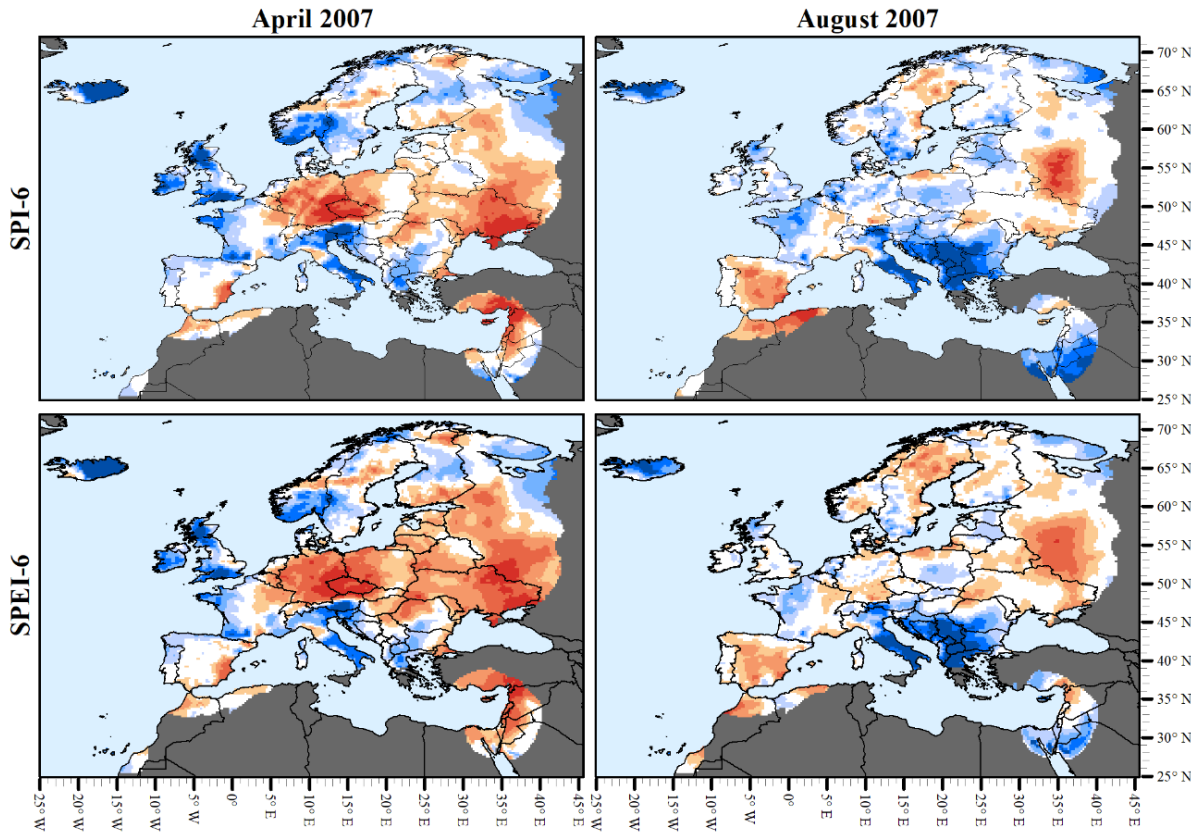 April 2007
August 2007
SPI-6
70° N
65° N
60° N
55° N
50° N
45° N
40° N
35° N
30° N
25° N
SPEI-6
70° N
65° N
60° N
55° N
50° N
45° N
40° N
35° N
30° N
25° N
25° W
20° W
15° W
10° W
5° W
0°
5° E
10° E
15° E
20° E
25° E
30° E
35° E
40° E
45° E
25° W
20° W
15° W
10° W
5° W
0°
5° E
10° E
15° E
20° E
25° E
30° E
35° E
40° E
45° E